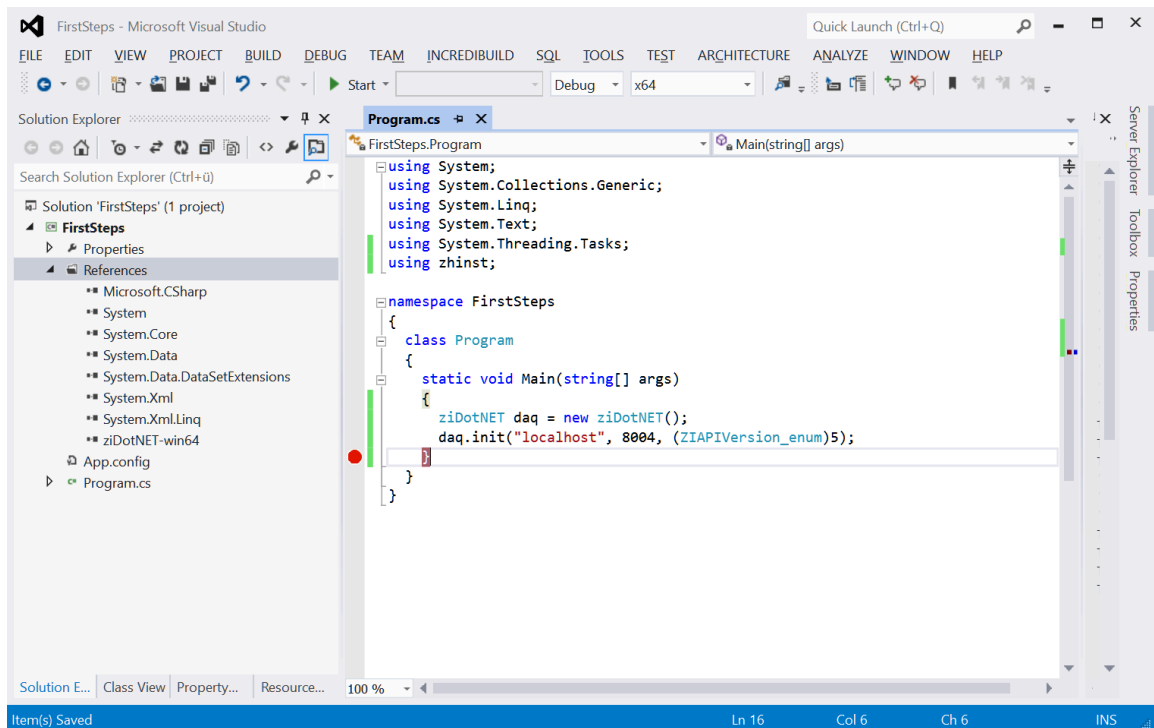 FirstSteps - Microsoft Visual Studio
Quick Launch (Ctrl+Q)
FILE EDIT VIEW PROJECT BUILD DEBUG TEAM INCREDIBUILD SQL TOOLS TEST ARCHITECTURE ANALYZE WINDOW HELP
Start Debug x64
Solution Explorer
Search Solution Explorer (Ctrl+ü)
Solution 'FirstSteps' (1 project)
FirstSteps
Properties
References
Microsoft.CSharp
System
System.Core
System.Data
System.Data.DataSetExtensions
System.Xml
System.Xml.Linq
ziDotNET-win64
App.config
Program.cs
Solution E... Class View Property... Resource...
Program.cs
FirstSteps.Program Main(string[] args)
using System;
using System.Collections.Generic;
using System.Linq;
using System.Text;
using System.Threading.Tasks;
using zhinst;
namespace FirstSteps
{
class Program
{
static void Main(string[] args)
{
ziDotNET daq = new ziDotNET();
daq.init("localhost", 8004, (ZIAPIVersion_enum)5);
}
}
}
100 %
Server Explorer
Toolbox
Properties
Item(s) Saved Ln 16 Col 6 Ch 6 INS